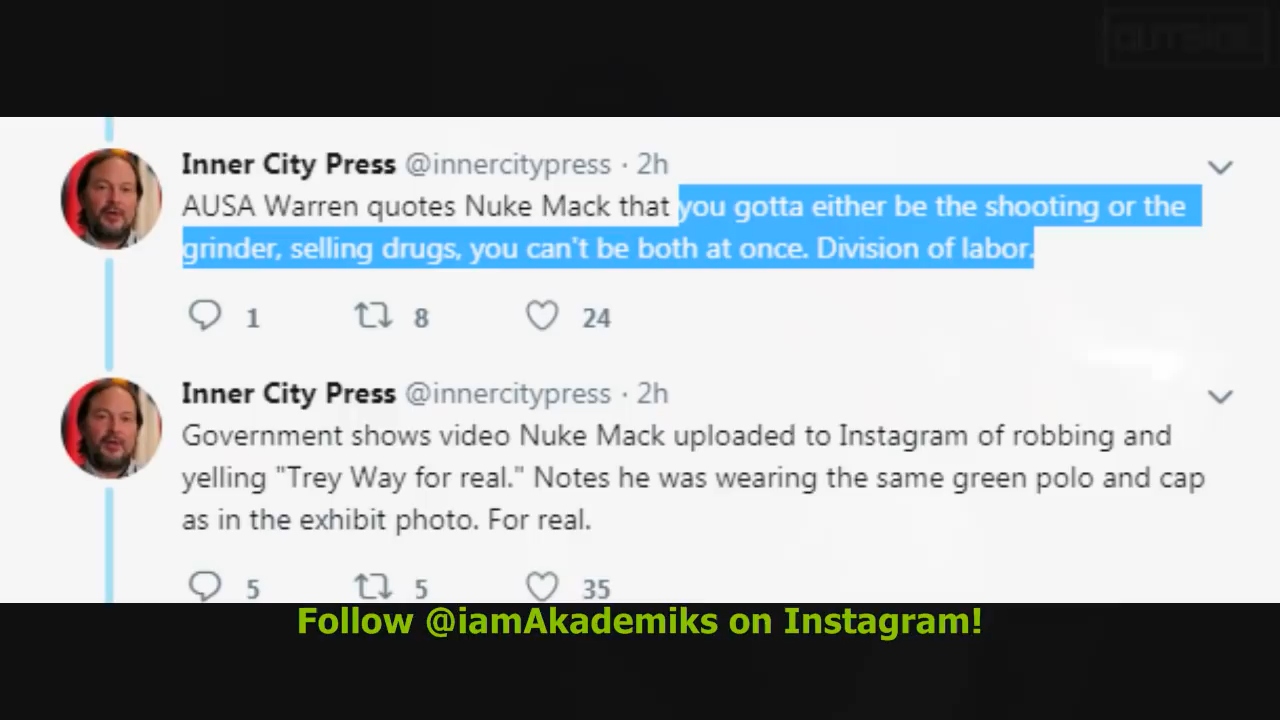 Inner City Press @innercitypress · 2h
AUSA Warren quotes Nuke Mack that you gotta either be the shooting or the
grinder, selling drugs, you can't be both at once. Division of labor.
1 8 24
Inner City Press @innercitypress · 2h
Government shows video Nuke Mack uploaded to Instagram of robbing and
yelling "Trey Way for real." Notes he was wearing the same green polo and cap
as in the exhibit photo. For real.
5 5 35
Follow @iamAkademiks on Instagram!